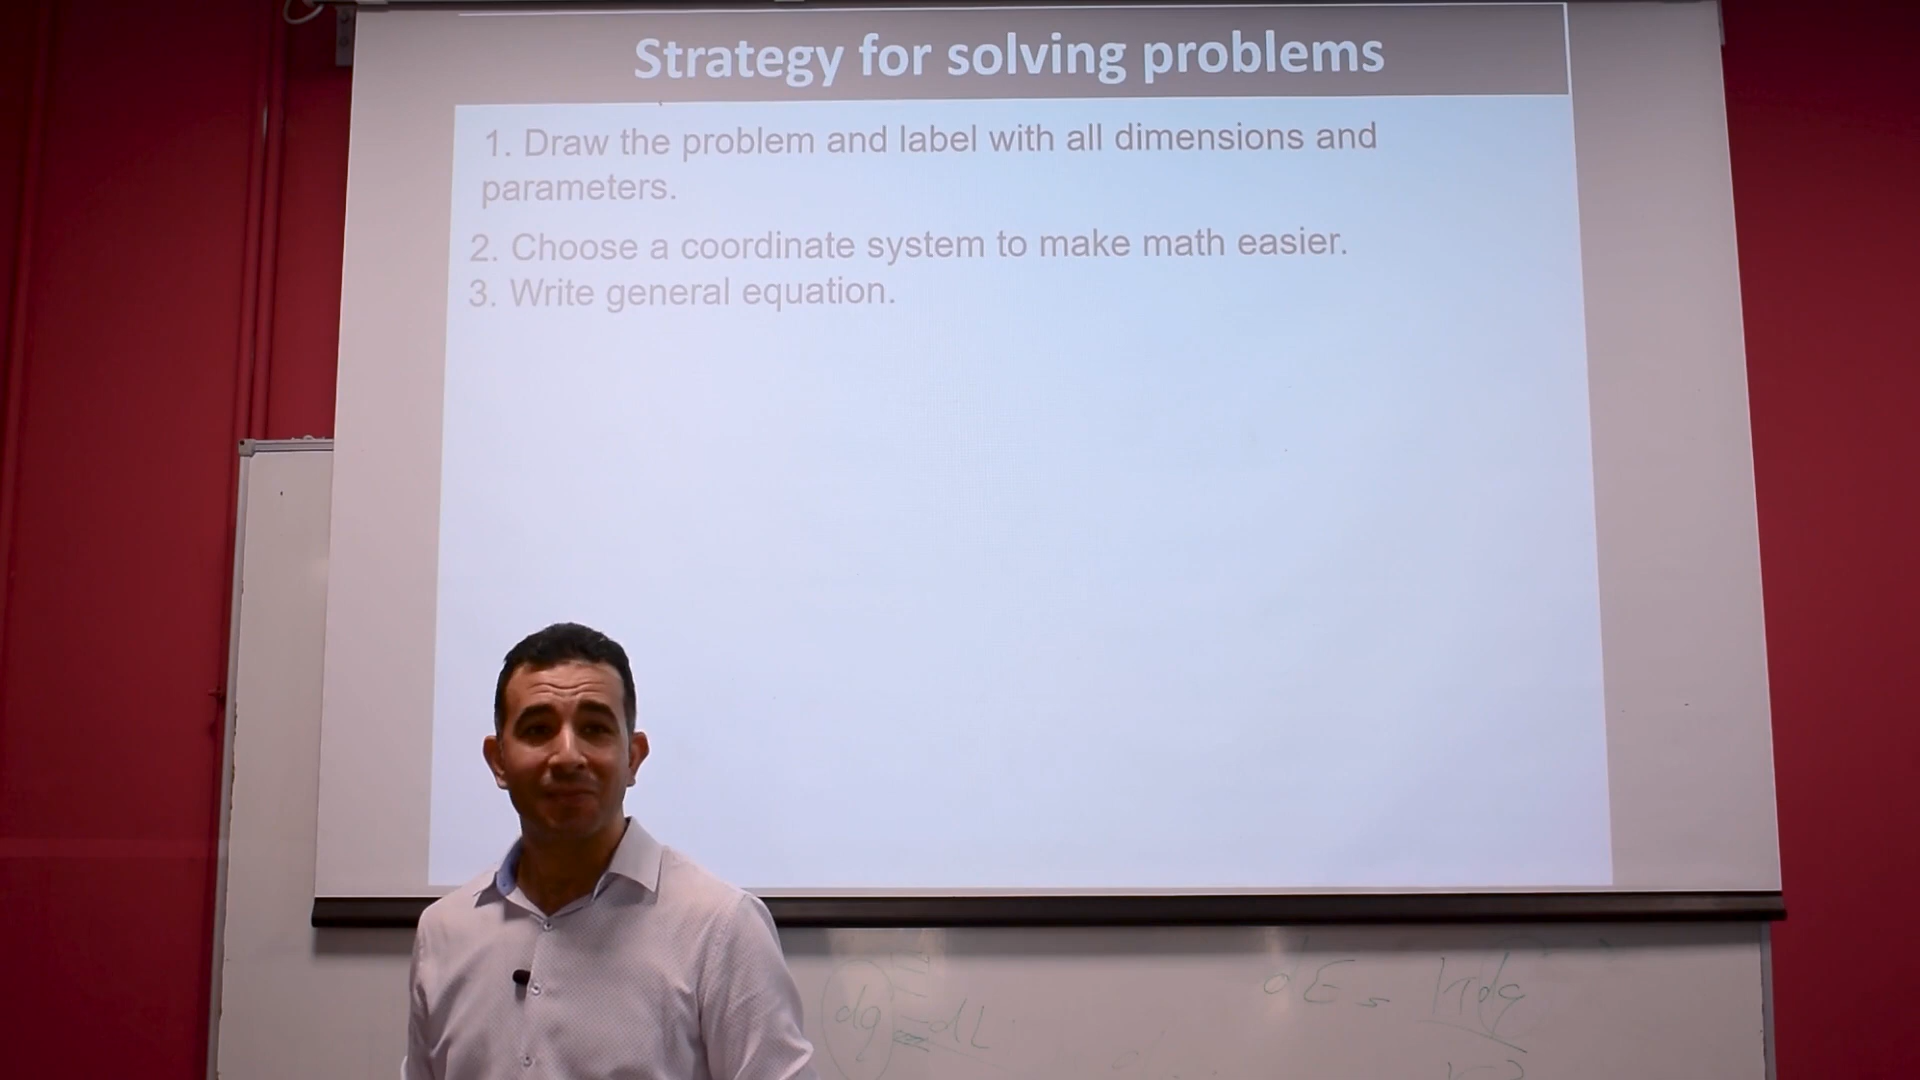 Strategy for solving problems
1. Draw the problem and label with all dimensions and
parameters.
2. Choose a coordinate system to make math easier.
3. Write general equation.
dq = dL
dE =